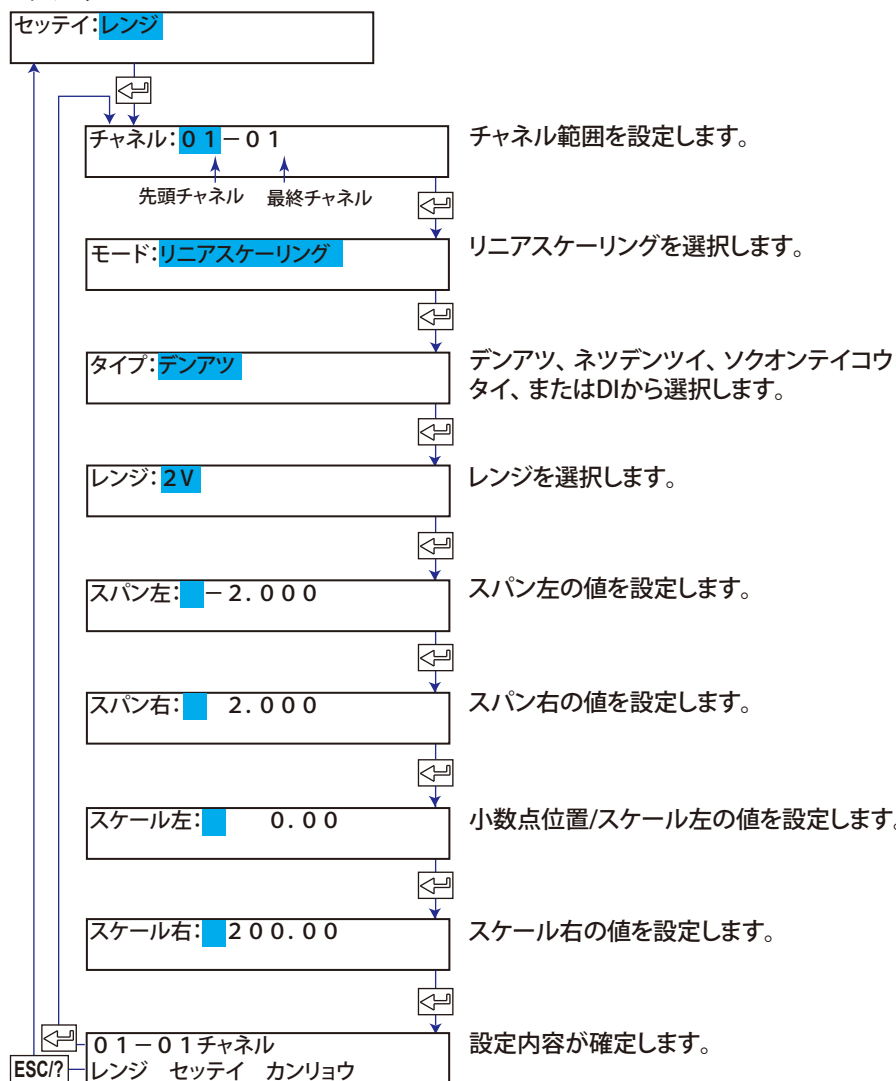 セッテイ：レンジ
チャネル：０１－０１
チャネル範囲を設定します。
先頭チャネル　最終チャネル
モード：リニアスケーリング
リニアスケーリングを選択します。
タイプ：デンアツ
デンアツ、ネツデンツイ、ソクオンテイコウ
タイ、またはDIから選択します。
レンジ：2V
レンジを選択します。
スパン左：　－２.０００
スパン左の値を設定します。
スパン右：　２.０００
スパン右の値を設定します。
スケール左：　０.００
小数点位置/スケール左の値を設定します。
スケール右：　２００.００
スケール右の値を設定します。
０１－０１チャネル
設定内容が確定します。
ESC/?
レンジ　セッテイ　カンリョウ